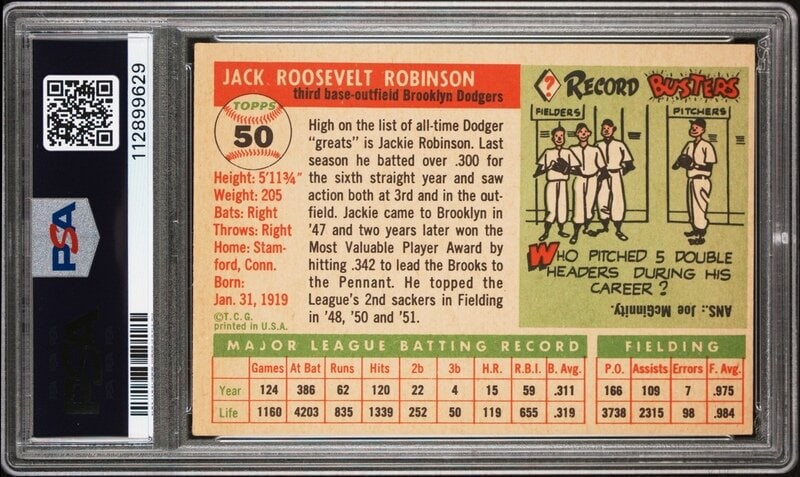 112899629
PSA
JACK ROOSEVELT ROBINSON
third base-outfield Brooklyn Dodgers
TOPPS
50
Height: 5'11¾"
Weight: 205
Bats: Right
Throws: Right
Home: Stam-
ford, Conn.
Born:
Jan. 31, 1919
©T.C.G.
printed in U.S.A.
High on the list of all-time Dodger
"greats" is Jackie Robinson. Last
season he batted over .300 for
the sixth straight year and saw
action both at 3rd and in the out-
field. Jackie came to Brooklyn in
'47 and two years later won the
Most Valuable Player Award by
hitting .342 to lead the Brooks to
the Pennant. He topped the
League's 2nd sackers in Fielding
in '48, '50 and '51.
? RECORD BUSTERS
FIELDERS PITCHERS
WHO PITCHED 5 DOUBLE
HEADERS DURING HIS
CAREER?
ANS.: Joe McGinnity.
MAJOR LEAGUE BATTING RECORD FIELDING
Games At Bat Runs Hits 2b 3b H.R. R.B.I. B. Avg. P.O. Assists Errors F. Avg.
Year 124 386 62 120 22 4 15 59 .311 166 109 7 .975
Life 1160 4203 835 1339 252 50 119 655 .319 3738 2315 98 .984